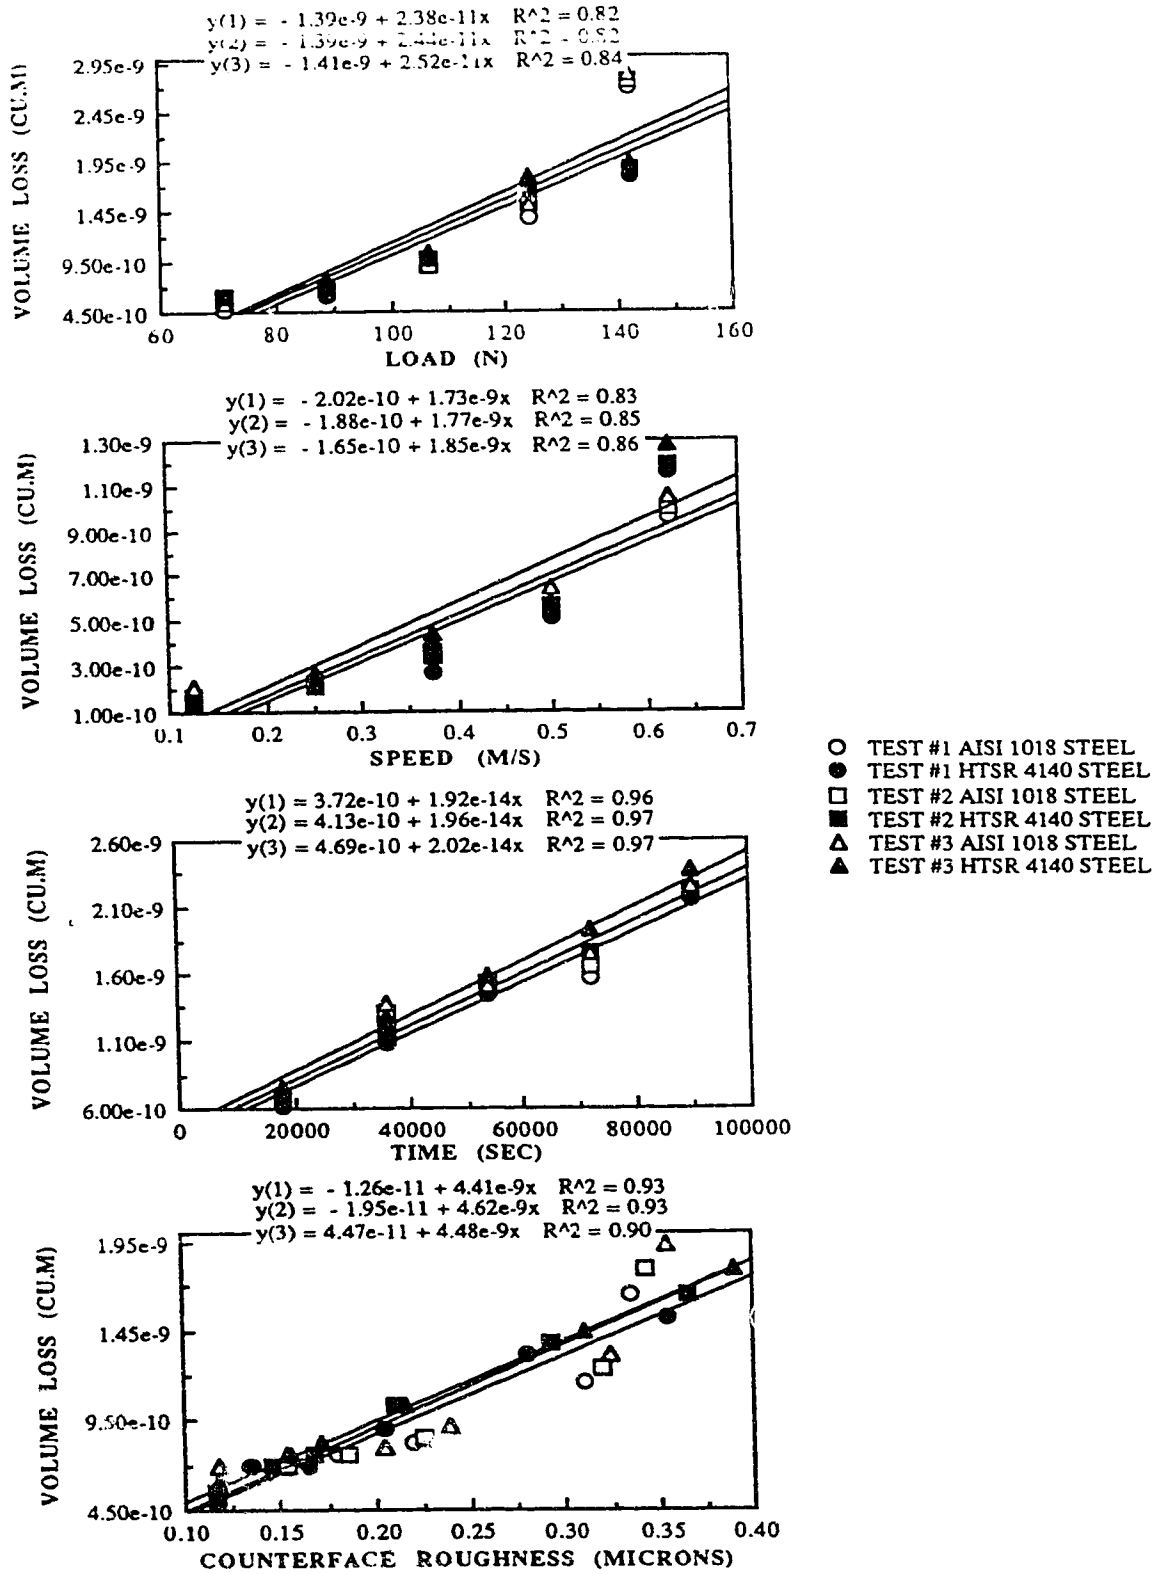 y(1) = - 1.39e-9 + 2.38e-11x R^2 = 0.82
y(2) = - 1.39e-9 + 2.44e-11x R^2 = 0.82
y(3) = - 1.41e-9 + 2.52e-11x R^2 = 0.84
VOLUME LOSS (CU.M)
2.95e-9
2.45e-9
1.95e-9
1.45e-9
9.50e-10
4.50e-10
60 80 100 120 140 160
LOAD (N)
y(1) = - 2.02e-10 + 1.73e-9x R^2 = 0.83
y(2) = - 1.88e-10 + 1.77e-9x R^2 = 0.85
y(3) = - 1.65e-10 + 1.85e-9x R^2 = 0.86
VOLUME LOSS (CU.M)
1.30e-9
1.10e-9
9.00e-10
7.00e-10
5.00e-10
3.00e-10
1.00e-10
0.1 0.2 0.3 0.4 0.5 0.6 0.7
SPEED (M/S)
TEST #1 AISI 1018 STEEL
TEST #1 HTSR 4140 STEEL
TEST #2 AISI 1018 STEEL
TEST #2 HTSR 4140 STEEL
TEST #3 AISI 1018 STEEL
TEST #3 HTSR 4140 STEEL
y(1) = 3.72e-10 + 1.92e-14x R^2 = 0.96
y(2) = 4.13e-10 + 1.96e-14x R^2 = 0.97
y(3) = 4.69e-10 + 2.02e-14x R^2 = 0.97
VOLUME LOSS (CU.M)
2.60e-9
2.10e-9
1.60e-9
1.10e-9
6.00e-10
0 20000 40000 60000 80000 100000
TIME (SEC)
y(1) = - 1.26e-11 + 4.41e-9x R^2 = 0.93
y(2) = - 1.95e-11 + 4.62e-9x R^2 = 0.93
y(3) = 4.47e-11 + 4.48e-9x R^2 = 0.90
VOLUME LOSS (CU.M)
1.95e-9
1.45e-9
9.50e-10
4.50e-10
0.10 0.15 0.20 0.25 0.30 0.35 0.40
COUNTERFACE ROUGHNESS (MICRONS)